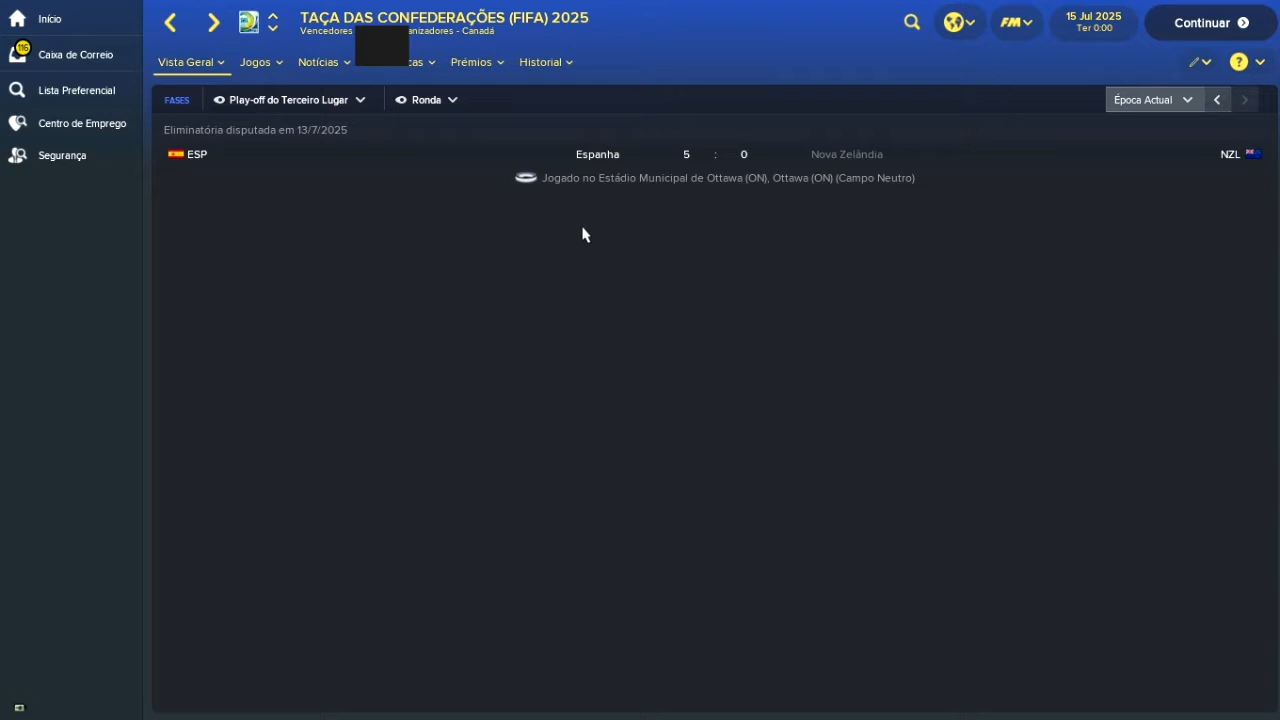 Início
116
Caixa de Correio
Lista Preferencial
Centro de Emprego
Segurança
TAÇA DAS CONFEDERAÇÕES (FIFA) 2025
Vencedores - Canadá
FM
15 Jul 2025
Ter 0:00
Continuar
Vista Geral Jogos Notícias Prémios Historial
?
FASES Play-off do Terceiro Lugar Ronda Época Actual
Eliminatória disputada em 13/7/2025
ESP Espanha 5 : 0 Nova Zelândia NZL
Jogado no Estádio Municipal de Ottawa (ON), Ottawa (ON) (Campo Neutro)